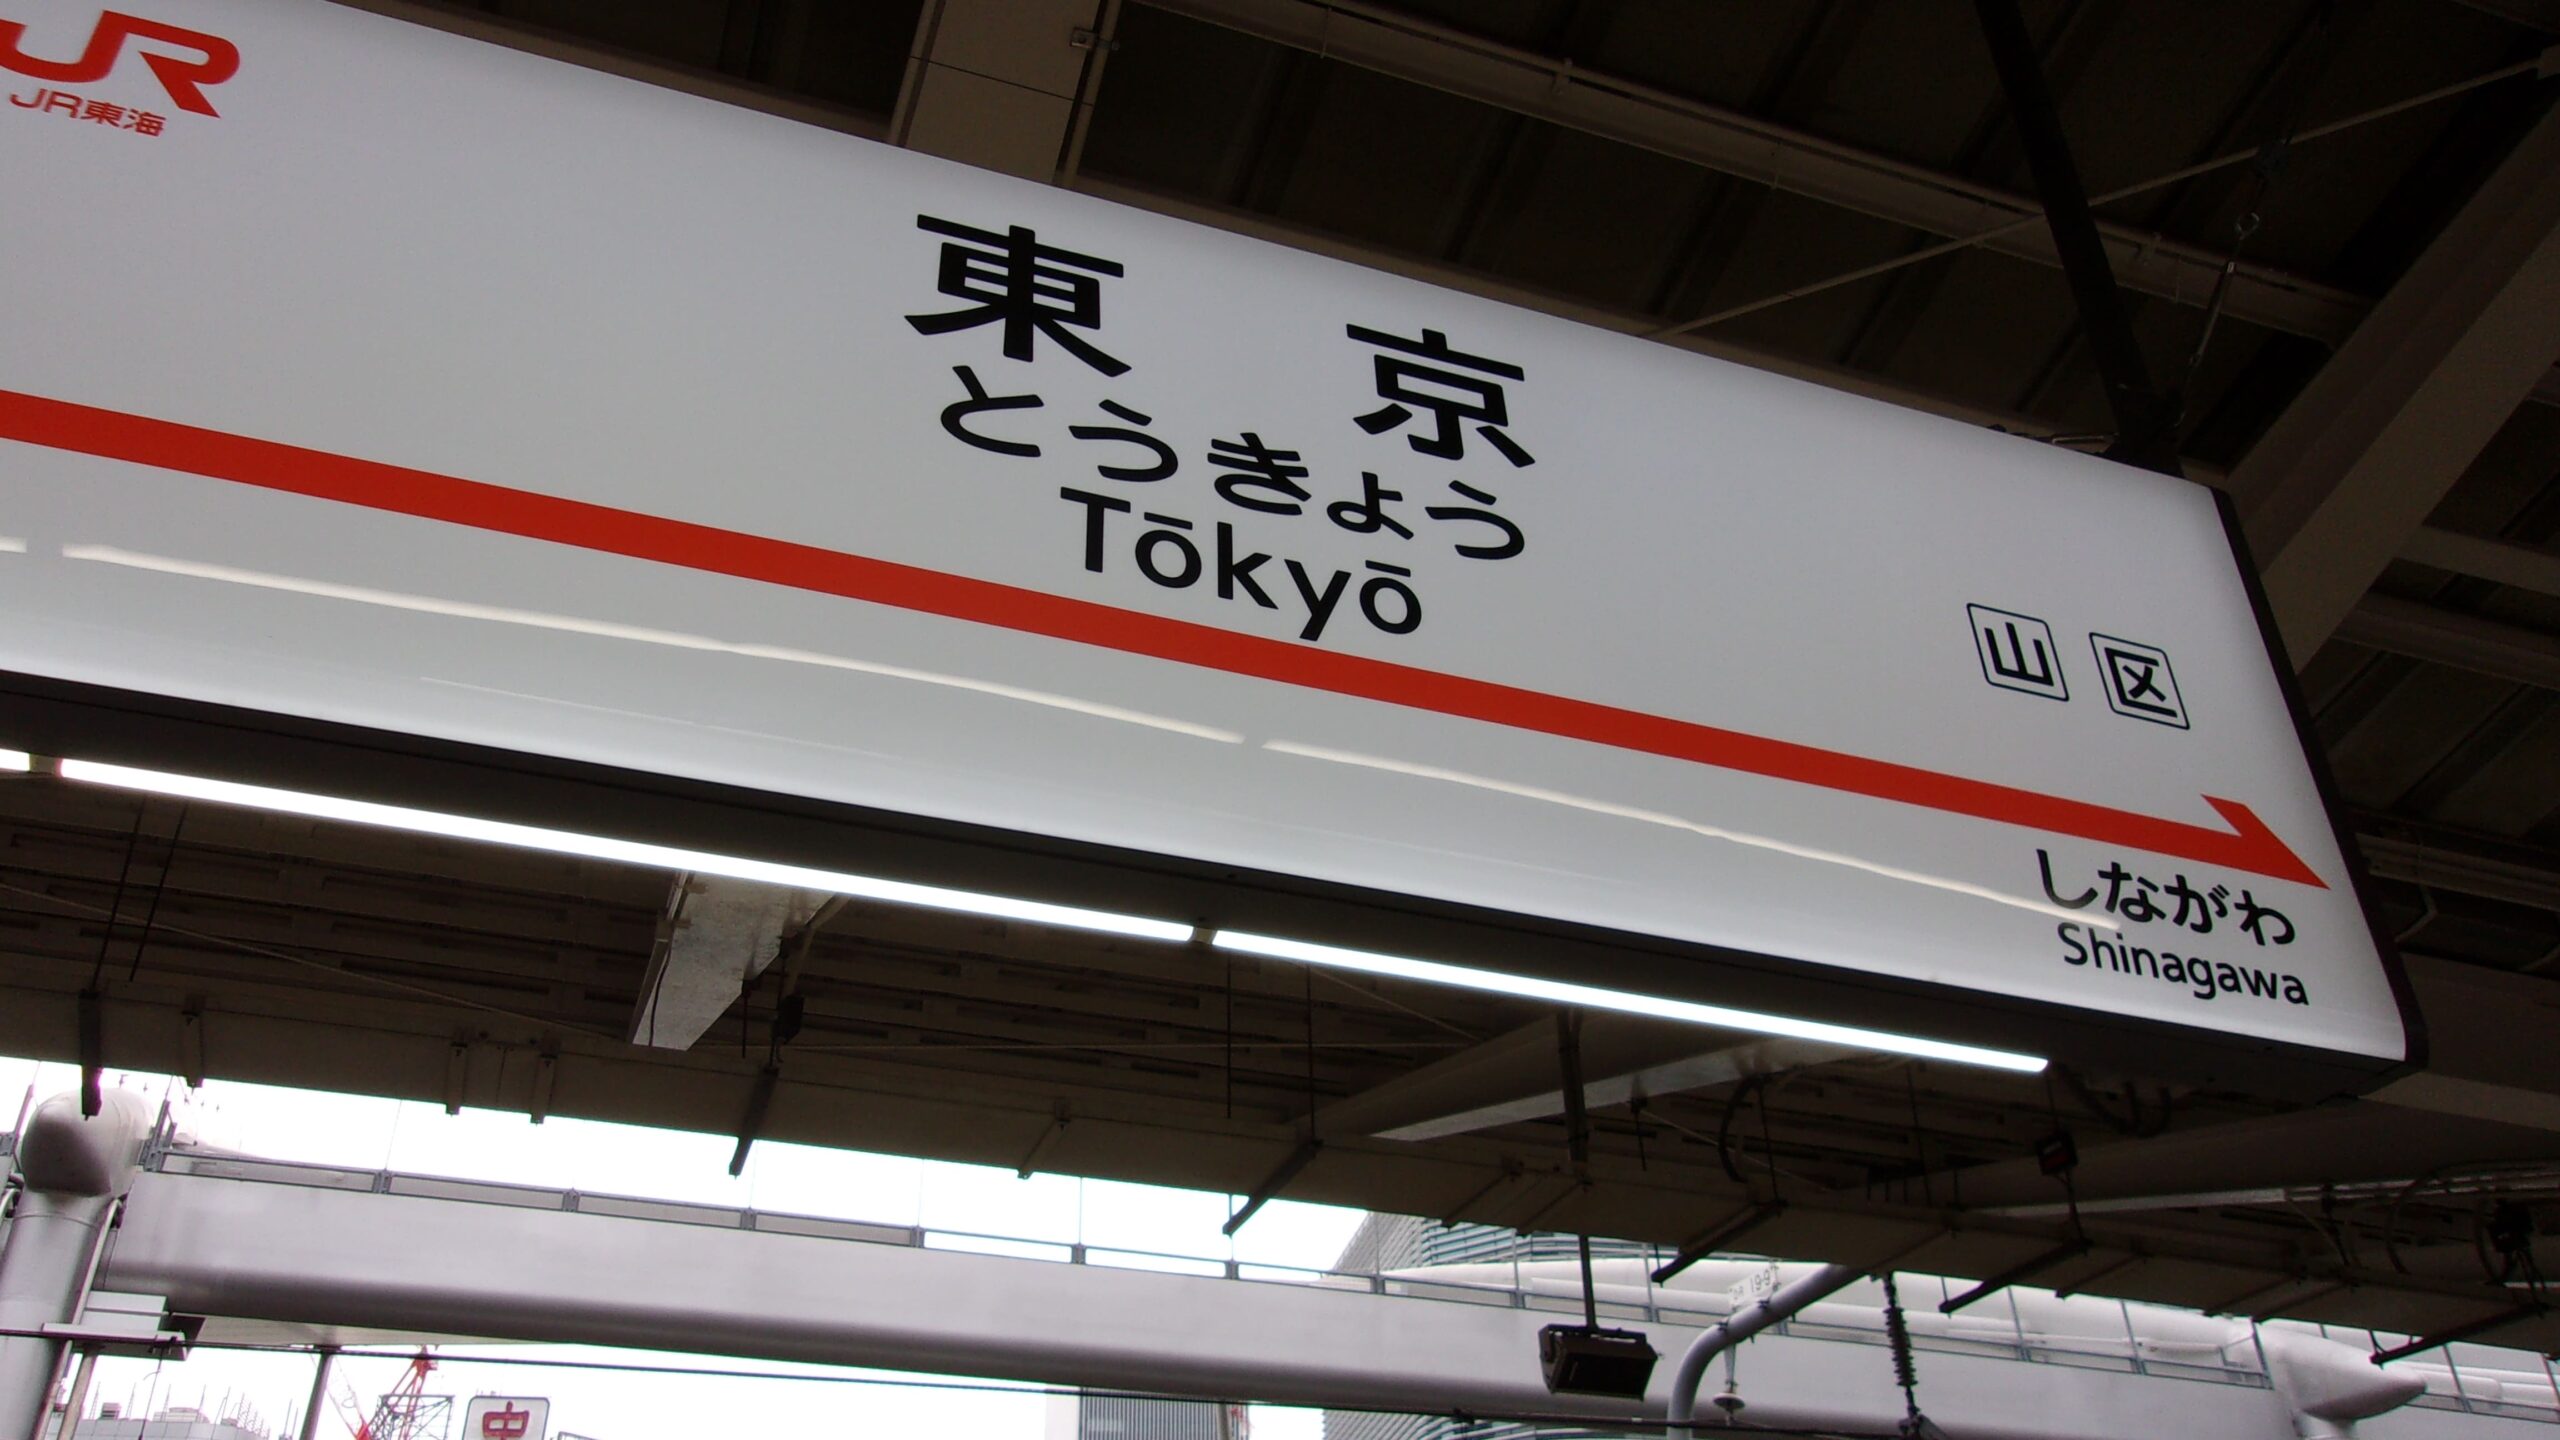 JR
JR東海
東京
とうきょう
Tōkyō
山 区
しながわ
Shinagawa
中